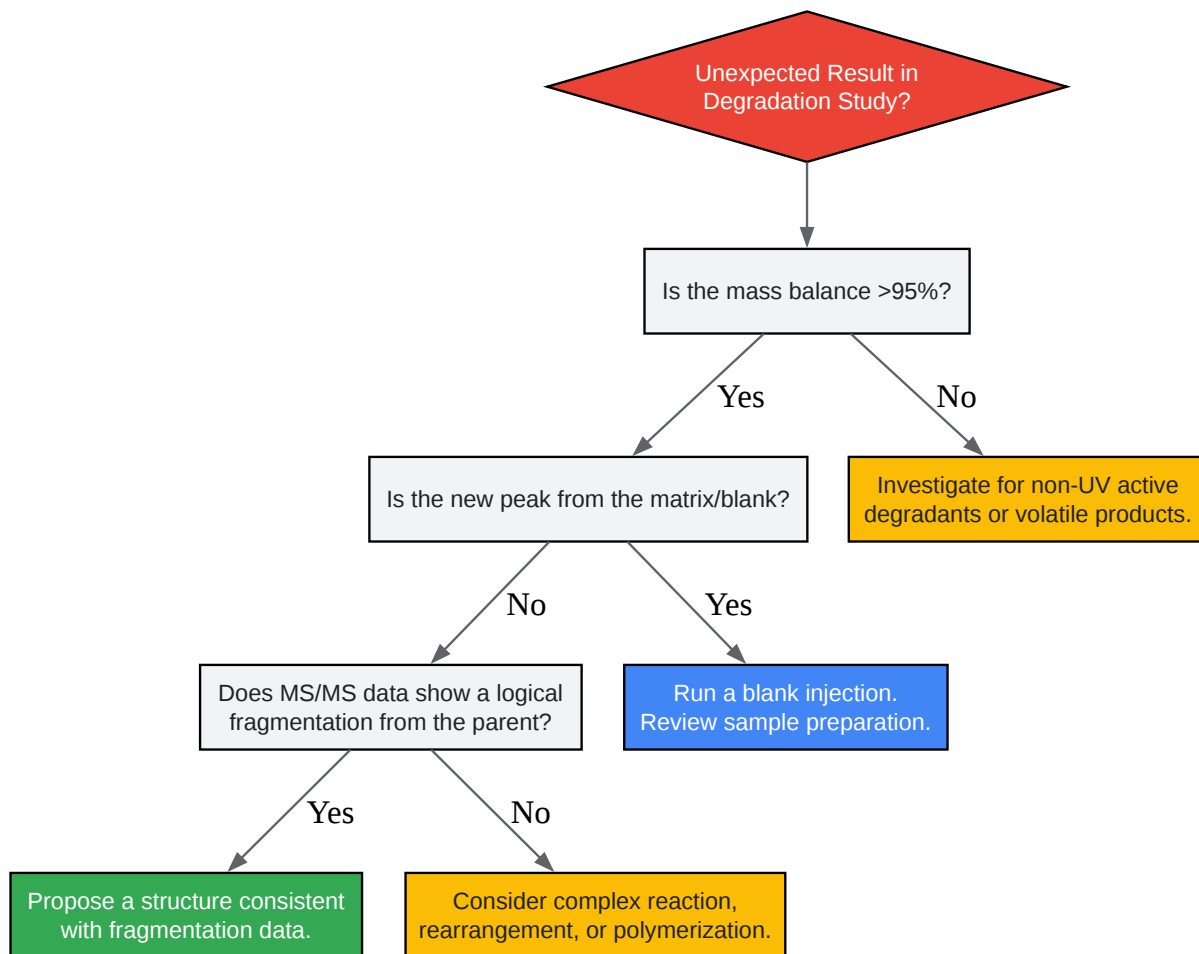 Unexpected Result in
Degradation Study?
Is the mass balance >95%?
Yes
No
Is the new peak from the matrix/blank?
Investigate for non-UV active
degradants or volatile products.
No
Yes
Does MS/MS data show a logical
fragmentation from the parent?
Run a blank injection.
Review sample preparation.
Yes
No
Propose a structure consistent
with fragmentation data.
Consider complex reaction,
rearrangement, or polymerization.